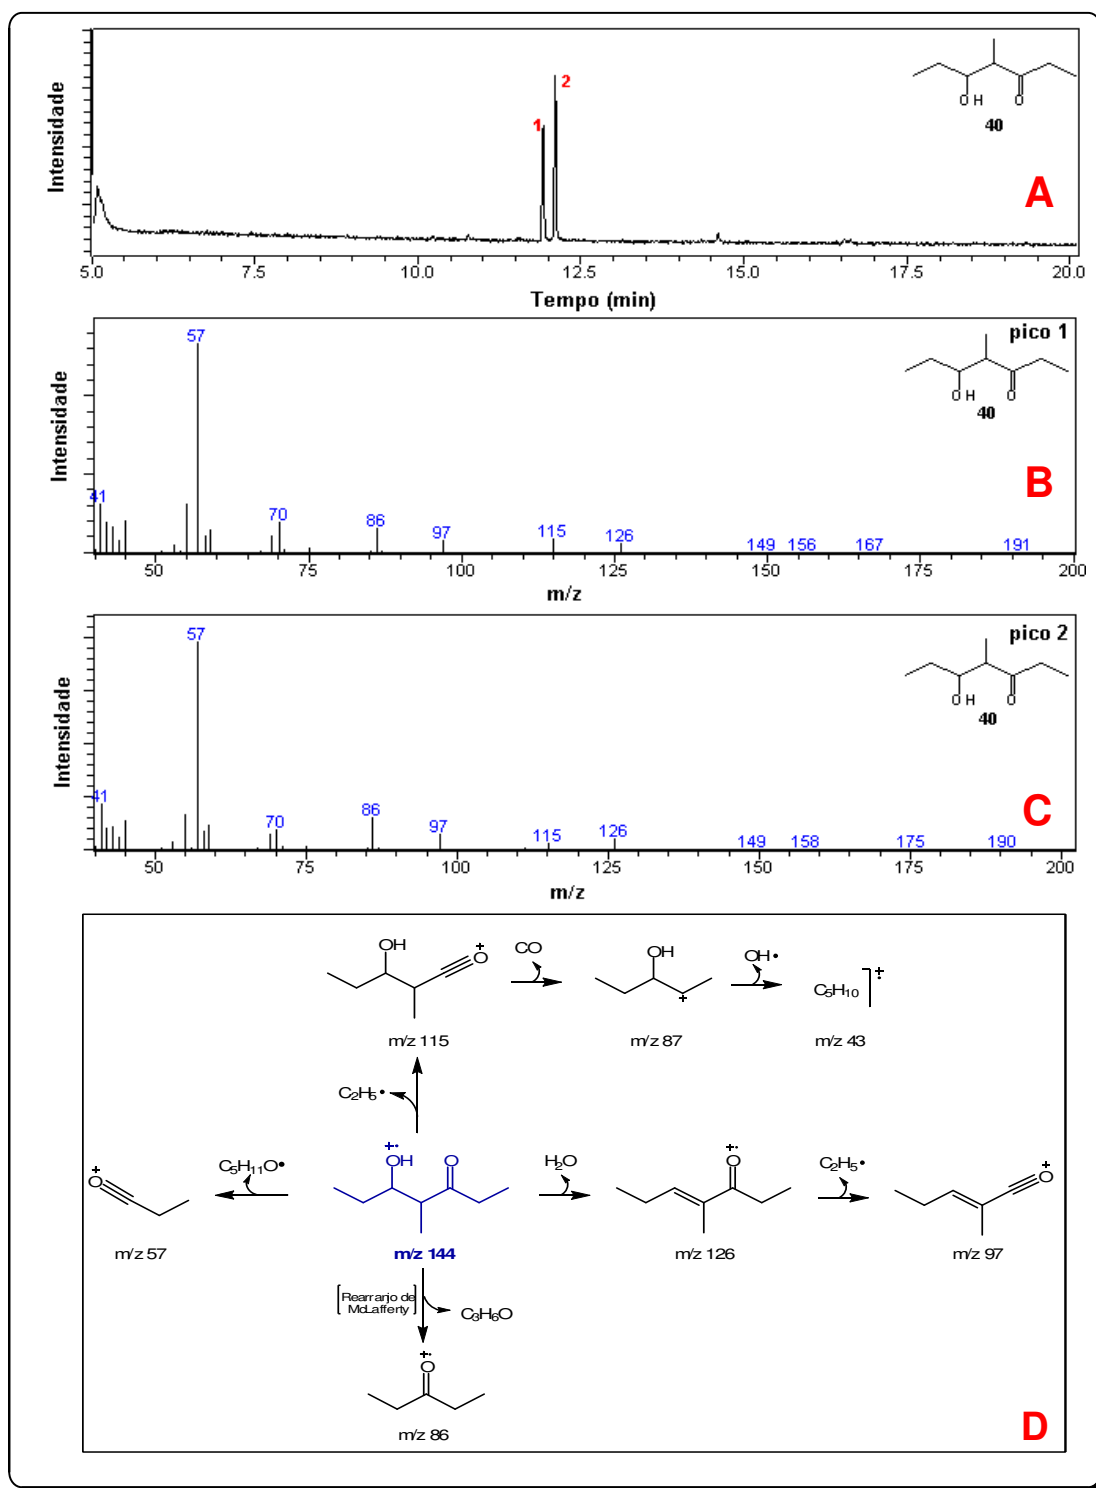 Intensidade
1
2
OH
O
40
A
5.0 7.5 10.0 12.5 15.0 17.5 20.0
Tempo (min)
pico 1
Intensidade
57
41
70
86
97
115
126
149 156 167 191
OH
O
40
B
50 75 100 125 150 175 200
m/z
pico 2
Intensidade
57
41
70
86
97
115
126
149 158 175 190
OH
O
40
C
50 75 100 125 150 175 200
m/z
OH
O+
CO
OH
+
OH•
C5H10 +•
m/z 115
m/z 87
m/z 43
C2H5•
+
O
C5H11O•
+•
OH
O
H2O
+•
O
C2H5•
+
O
m/z 57
m/z 144
m/z 126
m/z 97
[Rearranjo de
McLafferty]
C3H6O
+•
O
m/z 86
D